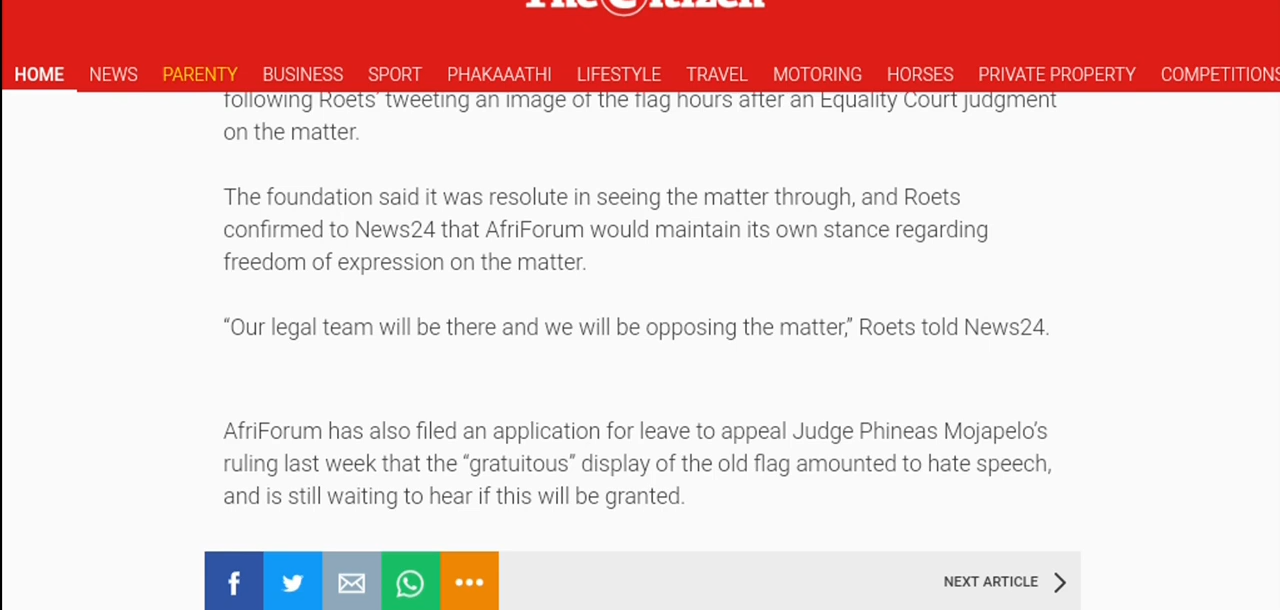 The Citizen
HOME NEWS PARENTY BUSINESS SPORT PHAKAAATHI LIFESTYLE TRAVEL MOTORING HORSES PRIVATE PROPERTY COMPETITIONS
following Roets’ tweeting an image of the flag hours after an Equality Court judgment
on the matter.
The foundation said it was resolute in seeing the matter through, and Roets
confirmed to News24 that AfriForum would maintain its own stance regarding
freedom of expression on the matter.
“Our legal team will be there and we will be opposing the matter,” Roets told News24.
AfriForum has also filed an application for leave to appeal Judge Phineas Mojapelo’s
ruling last week that the “gratuitous” display of the old flag amounted to hate speech,
and is still waiting to hear if this will be granted.
NEXT ARTICLE